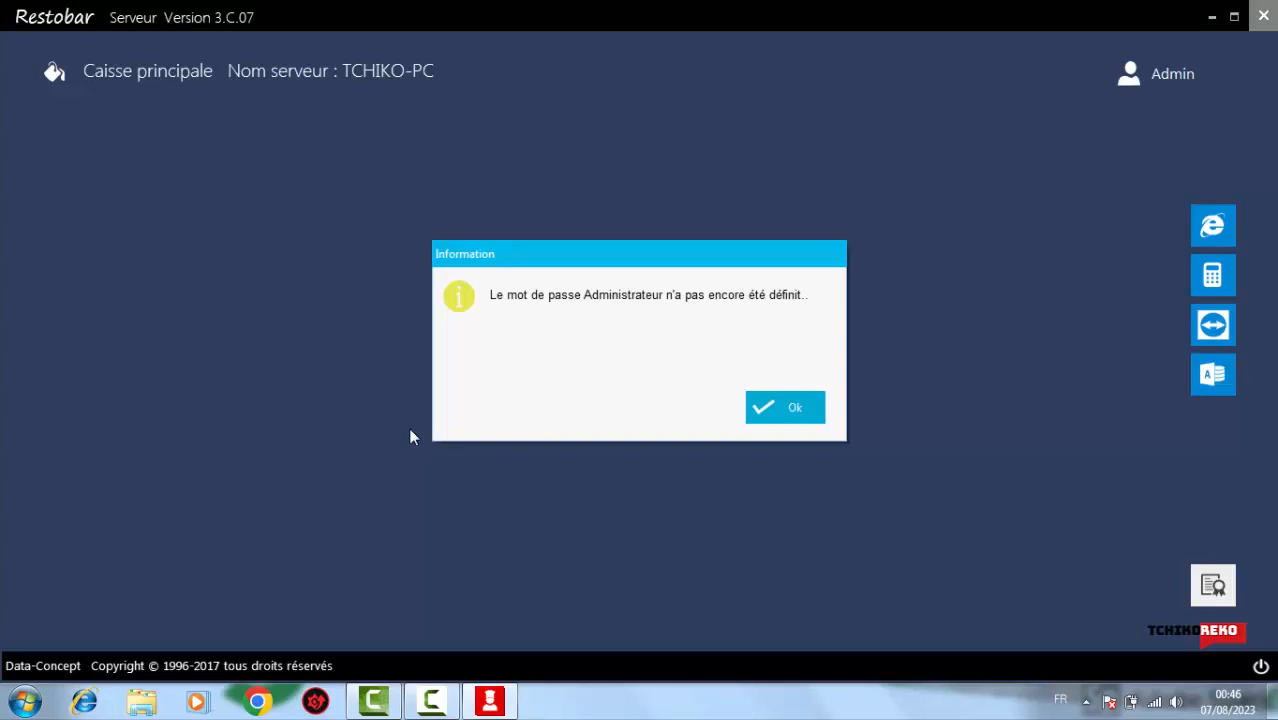 Restobar Serveur Version 3.C.07
Caisse principale Nom serveur : TCHIKO-PC
Admin
Information
Le mot de passe Administrateur n'a pas encore été définit..
Ok
TCHIKOREKO
Data-Concept Copyright © 1996-2017 tous droits réservés
FR
00:46
07/08/2023